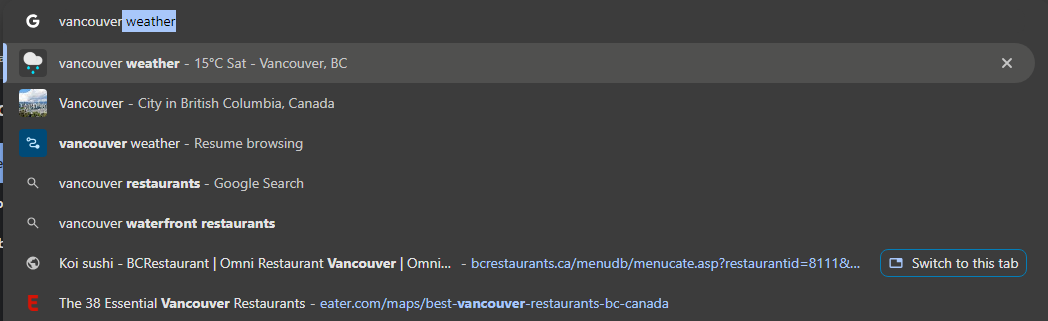 vancouver weather
vancouver weather - 15°C Sat - Vancouver, BC
Vancouver - City in British Columbia, Canada
vancouver weather - Resume browsing
vancouver restaurants - Google Search
vancouver waterfront restaurants
Koi sushi - BCRestaurant | Omni Restaurant Vancouver | Omni... - bcrestaurants.ca/menudb/menucate.asp?restaurantid=8111&... Switch to this tab
The 38 Essential Vancouver Restaurants - eater.com/maps/best-vancouver-restaurants-bc-canada